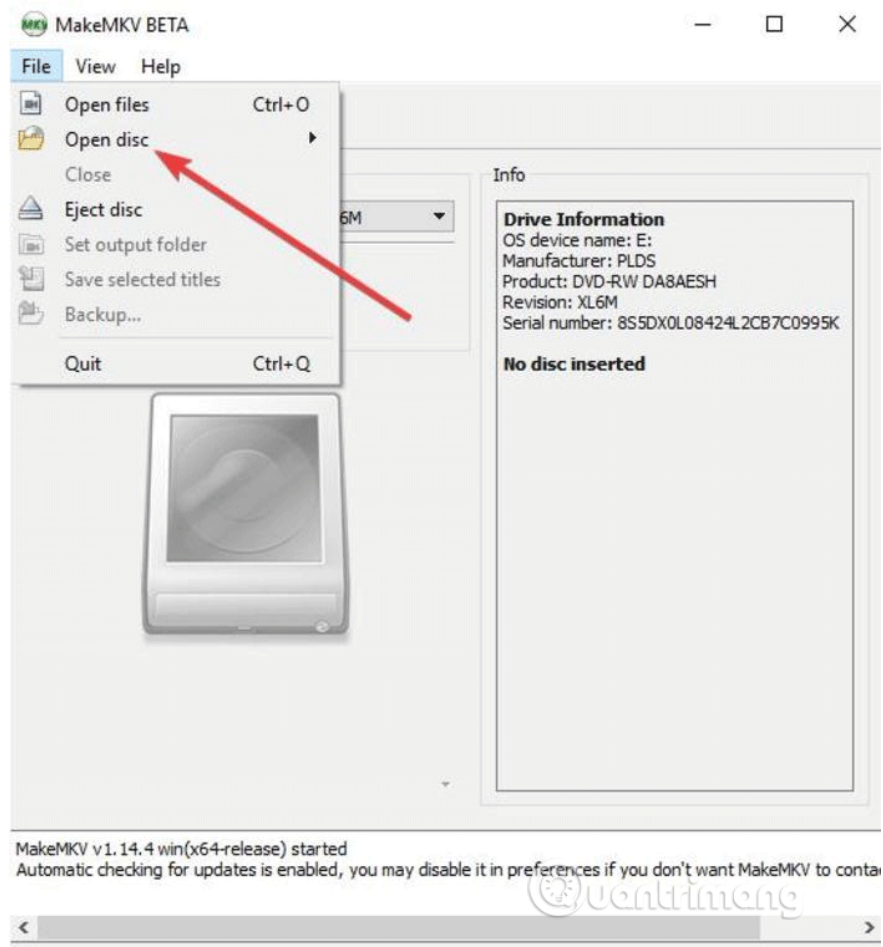 MKV MakeMKV BETA
File View Help
Open files Ctrl+O
Open disc
Close
Eject disc
Set output folder
Save selected titles
Backup...
Quit Ctrl+Q
6M
Info
Drive Information
OS device name: E:
Manufacturer: PLDS
Product: DVD-RW DA8AESH
Revision: XL6M
Serial number: 8S5DX0L08424L2CB7C0995K
No disc inserted
MakeMKV v1.14.4 win(x64-release) started
Automatic checking for updates is enabled, you may disable it in preferences if you don't want MakeMKV to conta
Quantrimang